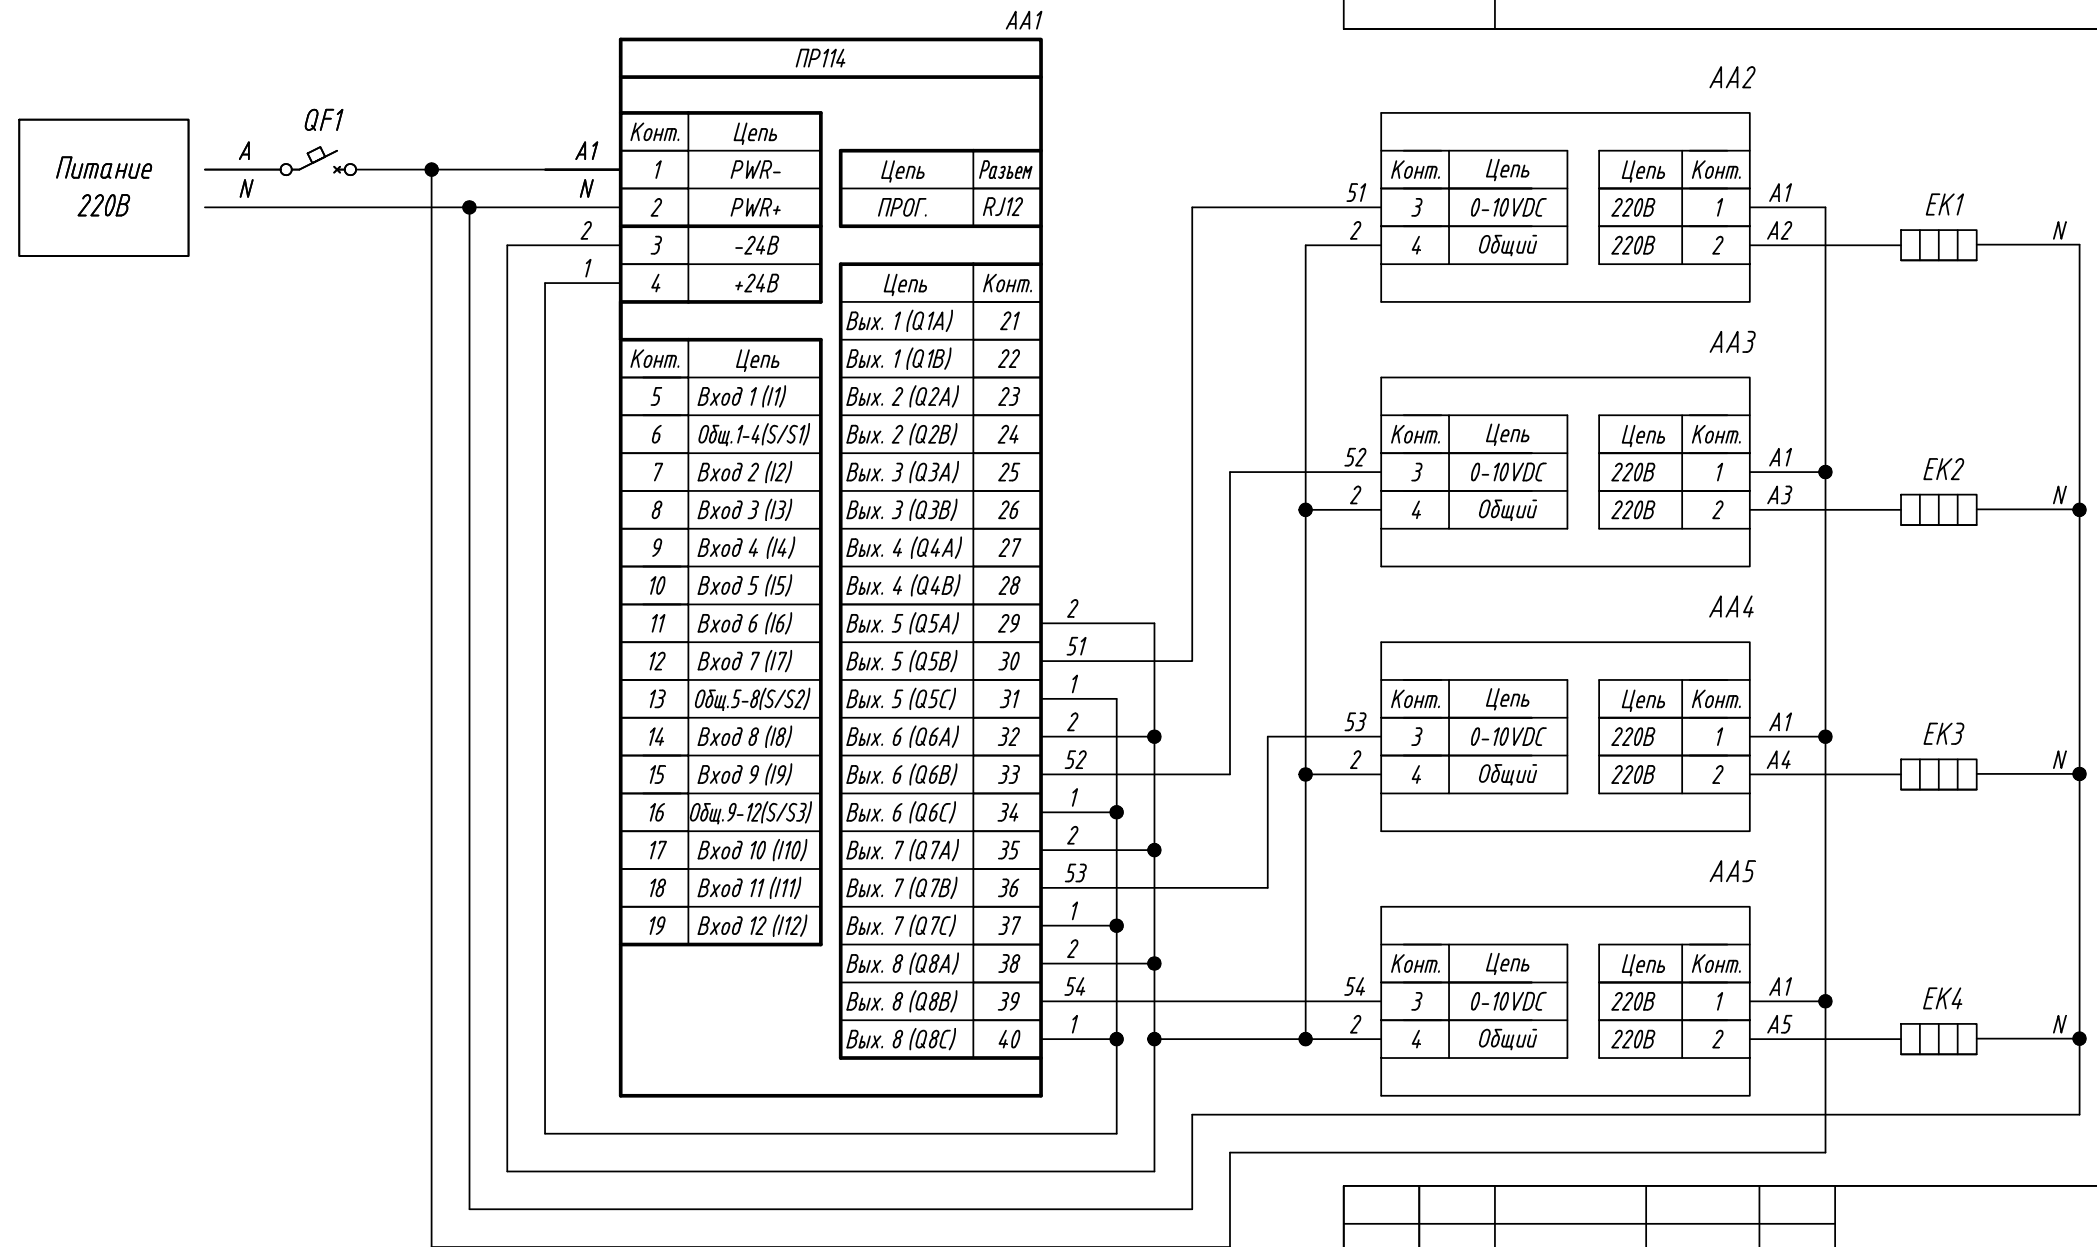 AA1
ПР114
Питание
220В
A
QF1
N
A1
N
2
1
Конт. Цепь
1 PWR-
2 PWR+
3 -24В
4 +24В
Цепь Разъем
ПРОГ. RJ12
Конт. Цепь
5 Вход 1 (I1)
6 Общ.1-4(S/S1)
7 Вход 2 (I2)
8 Вход 3 (I3)
9 Вход 4 (I4)
10 Вход 5 (I5)
11 Вход 6 (I6)
12 Вход 7 (I7)
13 Общ.5-8(S/S2)
14 Вход 8 (I8)
15 Вход 9 (I9)
16 Общ.9-12(S/S3)
17 Вход 10 (I10)
18 Вход 11 (I11)
19 Вход 12 (I12)
Цепь Конт.
Вых. 1 (Q1A) 21
Вых. 1 (Q1B) 22
Вых. 2 (Q2A) 23
Вых. 2 (Q2B) 24
Вых. 3 (Q3A) 25
Вых. 3 (Q3B) 26
Вых. 4 (Q4A) 27
Вых. 4 (Q4B) 28
Вых. 5 (Q5A) 29 2
Вых. 5 (Q5B) 30 51
Вых. 5 (Q5C) 31 1
Вых. 6 (Q6A) 32 2
Вых. 6 (Q6B) 33 52
Вых. 6 (Q6C) 34 1
Вых. 7 (Q7A) 35 2
Вых. 7 (Q7B) 36 53
Вых. 7 (Q7C) 37 1
Вых. 8 (Q8A) 38 2
Вых. 8 (Q8B) 39 54
Вых. 8 (Q8C) 40 1
AA2
Конт. Цепь Цепь Конт.
51 3 0-10VDC 220В 1 A1
2 4 Общий 220В 2 A2
EK1
N
AA3
Конт. Цепь Цепь Конт.
52 3 0-10VDC 220В 1 A1
2 4 Общий 220В 2 A3
EK2
N
AA4
Конт. Цепь Цепь Конт.
53 3 0-10VDC 220В 1 A1
2 4 Общий 220В 2 A4
EK3
N
AA5
Конт. Цепь Цепь Конт.
54 3 0-10VDC 220В 1 A1
2 4 Общий 220В 2 A5
EK4
N